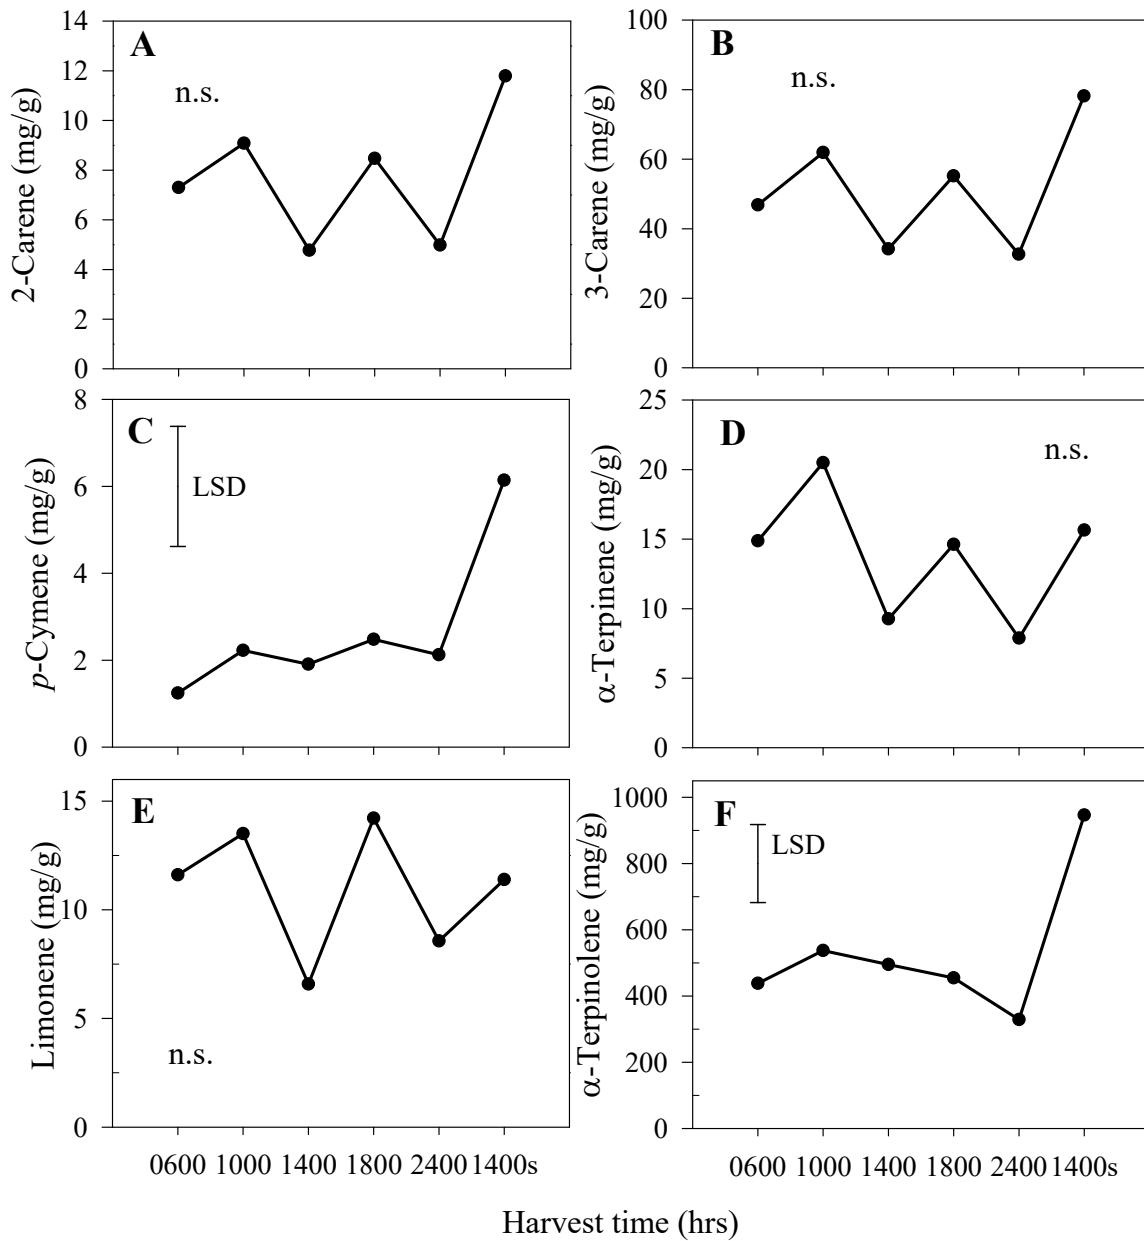 A
n.s.
2-Carene (mg/g)
14
12
10
8
6
4
2
0
B
n.s.
3-Carene (mg/g)
100
80
60
40
20
0
C
LSD
p-Cymene (mg/g)
8
6
4
2
0
D
n.s.
α-Terpinene (mg/g)
25
20
15
10
5
0
E
n.s.
Limonene (mg/g)
15
10
5
0
0600 1000 1400 1800 2400 1400s
F
LSD
α-Terpinolene (mg/g)
1000
800
600
400
200
0
0600 1000 1400 1800 2400 1400s
Harvest time (hrs)